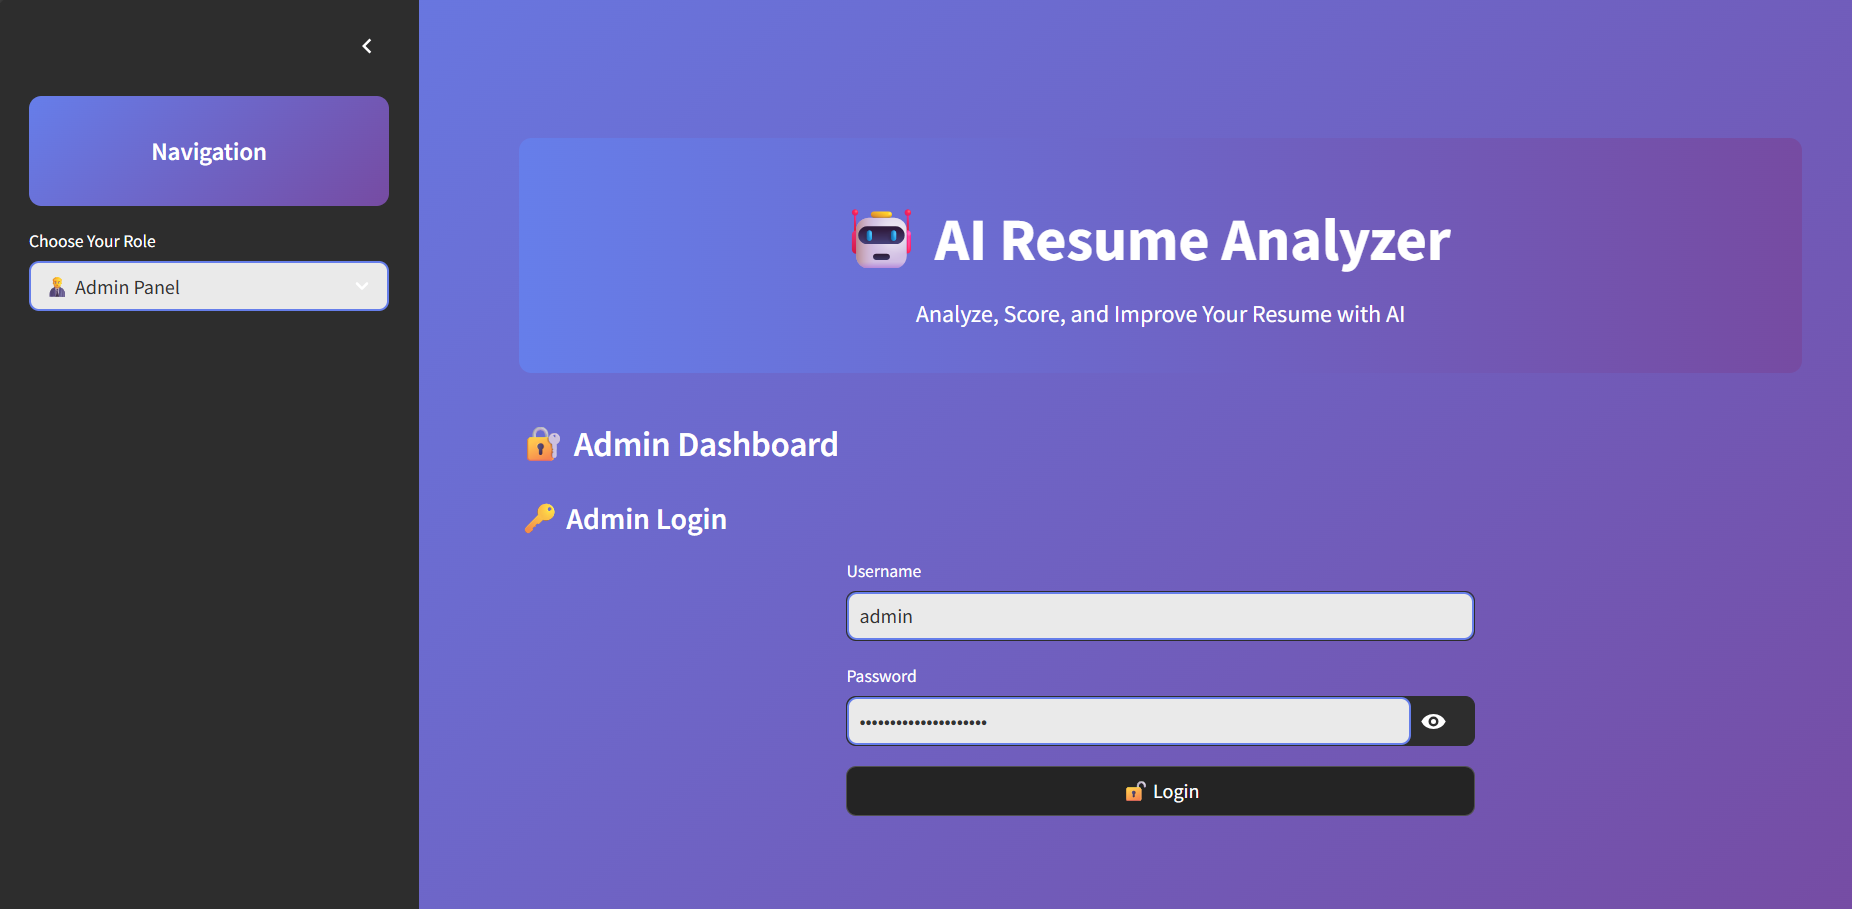 Navigation
Choose Your Role
Admin Panel
AI Resume Analyzer
Analyze, Score, and Improve Your Resume with AI
Admin Dashboard
Admin Login
Username
admin
Password
•••••••••••••••••••••
Login